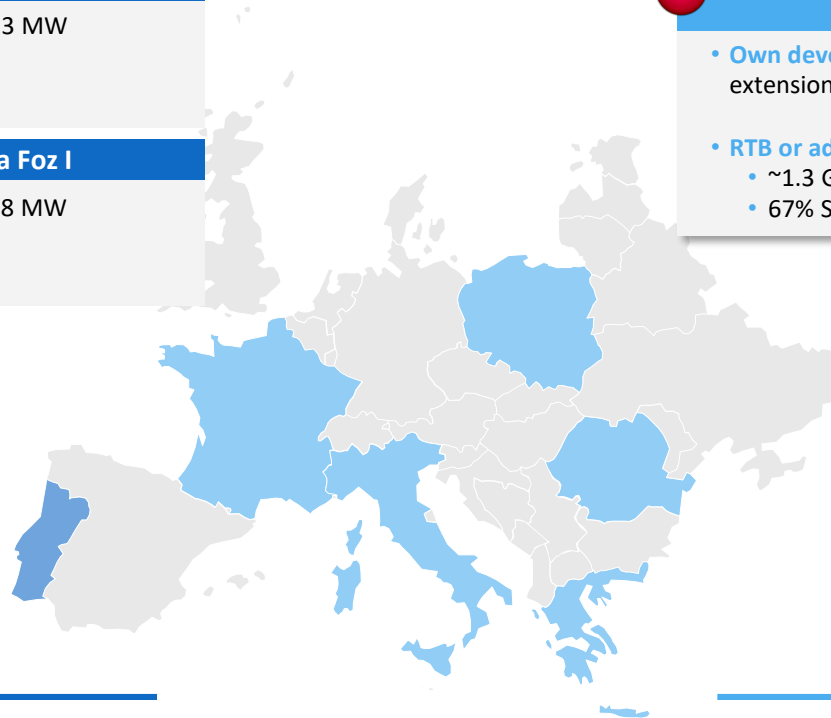 3 MW
a Foz I
8 MW
• Own deve
extension
• RTB or ad
• ~1.3 G
• 67% S